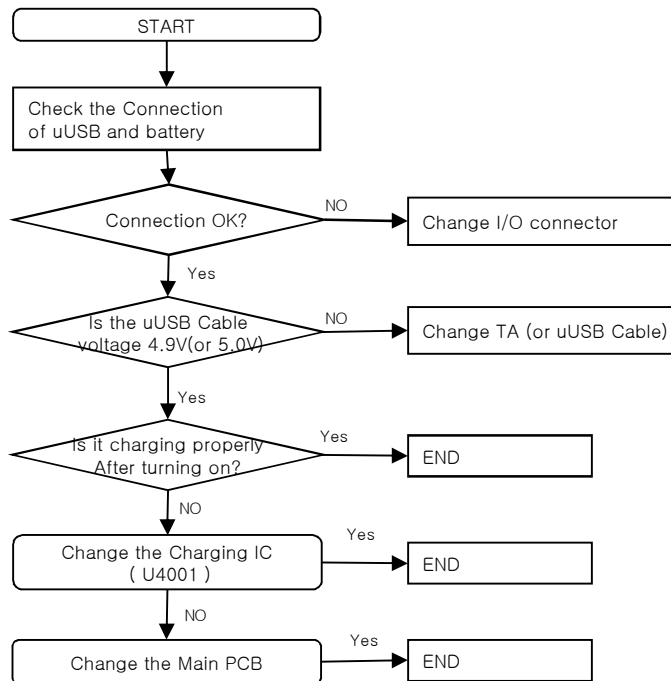 START
Check the Connection
of uUSB and battery
Connection OK?
NO
Change I/O connector
Yes
Is the uUSB Cable
voltage 4.9V(or 5.0V)
NO
Change TA (or uUSB Cable)
Yes
Is it charging properly
After turning on?
Yes
END
NO
Change the Charging IC
( U4001 )
Yes
END
NO
Change the Main PCB
Yes
END